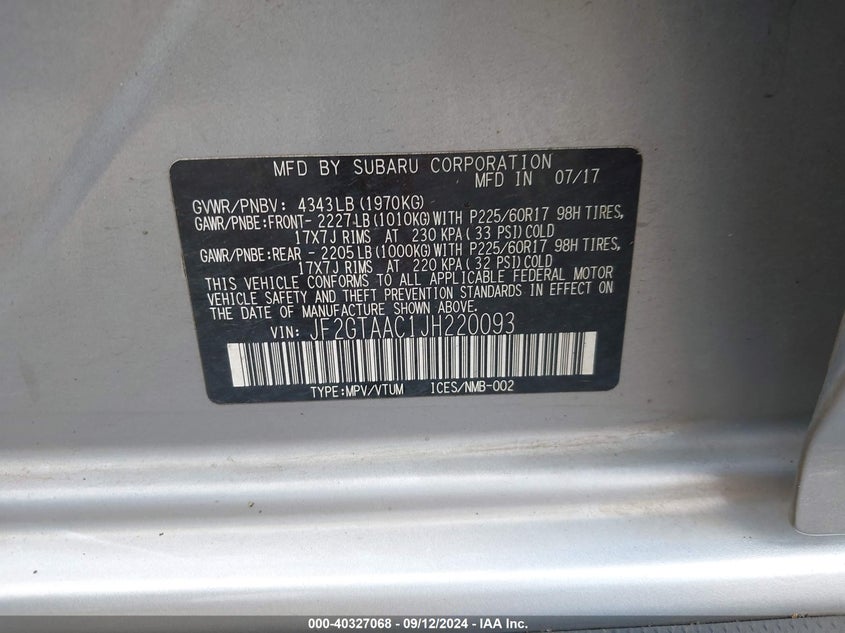 MFD BY SUBARU CORPORATION
MFD IN 07/17
GVWR/PNBV: 4343LB (1970KG)
GAWR/PNBE:FRONT- 2227LB (1010KG) WITH P225/60R17 98H TIRES,
17X7J RIMS AT 230 KPA ( 33 PSI) COLD
GAWR/PNBE:REAR - 2205LB (1000KG) WITH P225/60R17 98H TIRES,
17X7J RIMS AT 220 KPA ( 32 PSI) COLD
THIS VEHICLE CONFORMS TO ALL APPLICABLE FEDERAL MOTOR
VEHICLE SAFETY AND THEFT PREVENTION STANDARDS IN EFFECT ON
THE DATE OF MANUFACTURE SHOWN ABOVE.
VIN: JF2GTAAC1JH220093
TYPE:MPV/VTUM ICES/NMB-002
000-40327068 - 09/12/2024 - IAA Inc.